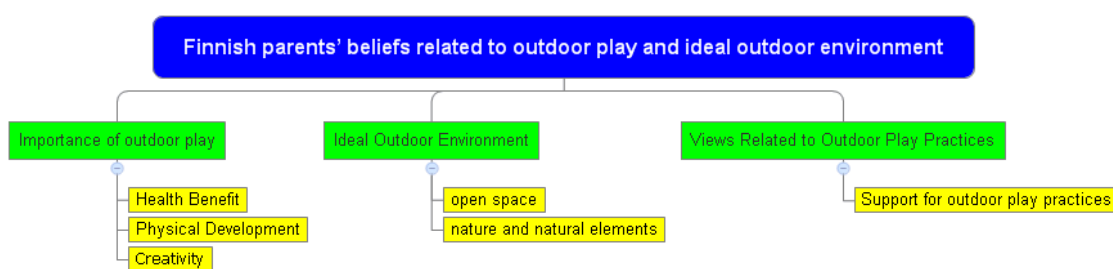 Finnish parents’ beliefs related to outdoor play and ideal outdoor environment
Importance of outdoor play
Health Benefit
Physical Development
Creativity
Ideal Outdoor Environment
open space
nature and natural elements
Views Related to Outdoor Play Practices
Support for outdoor play practices